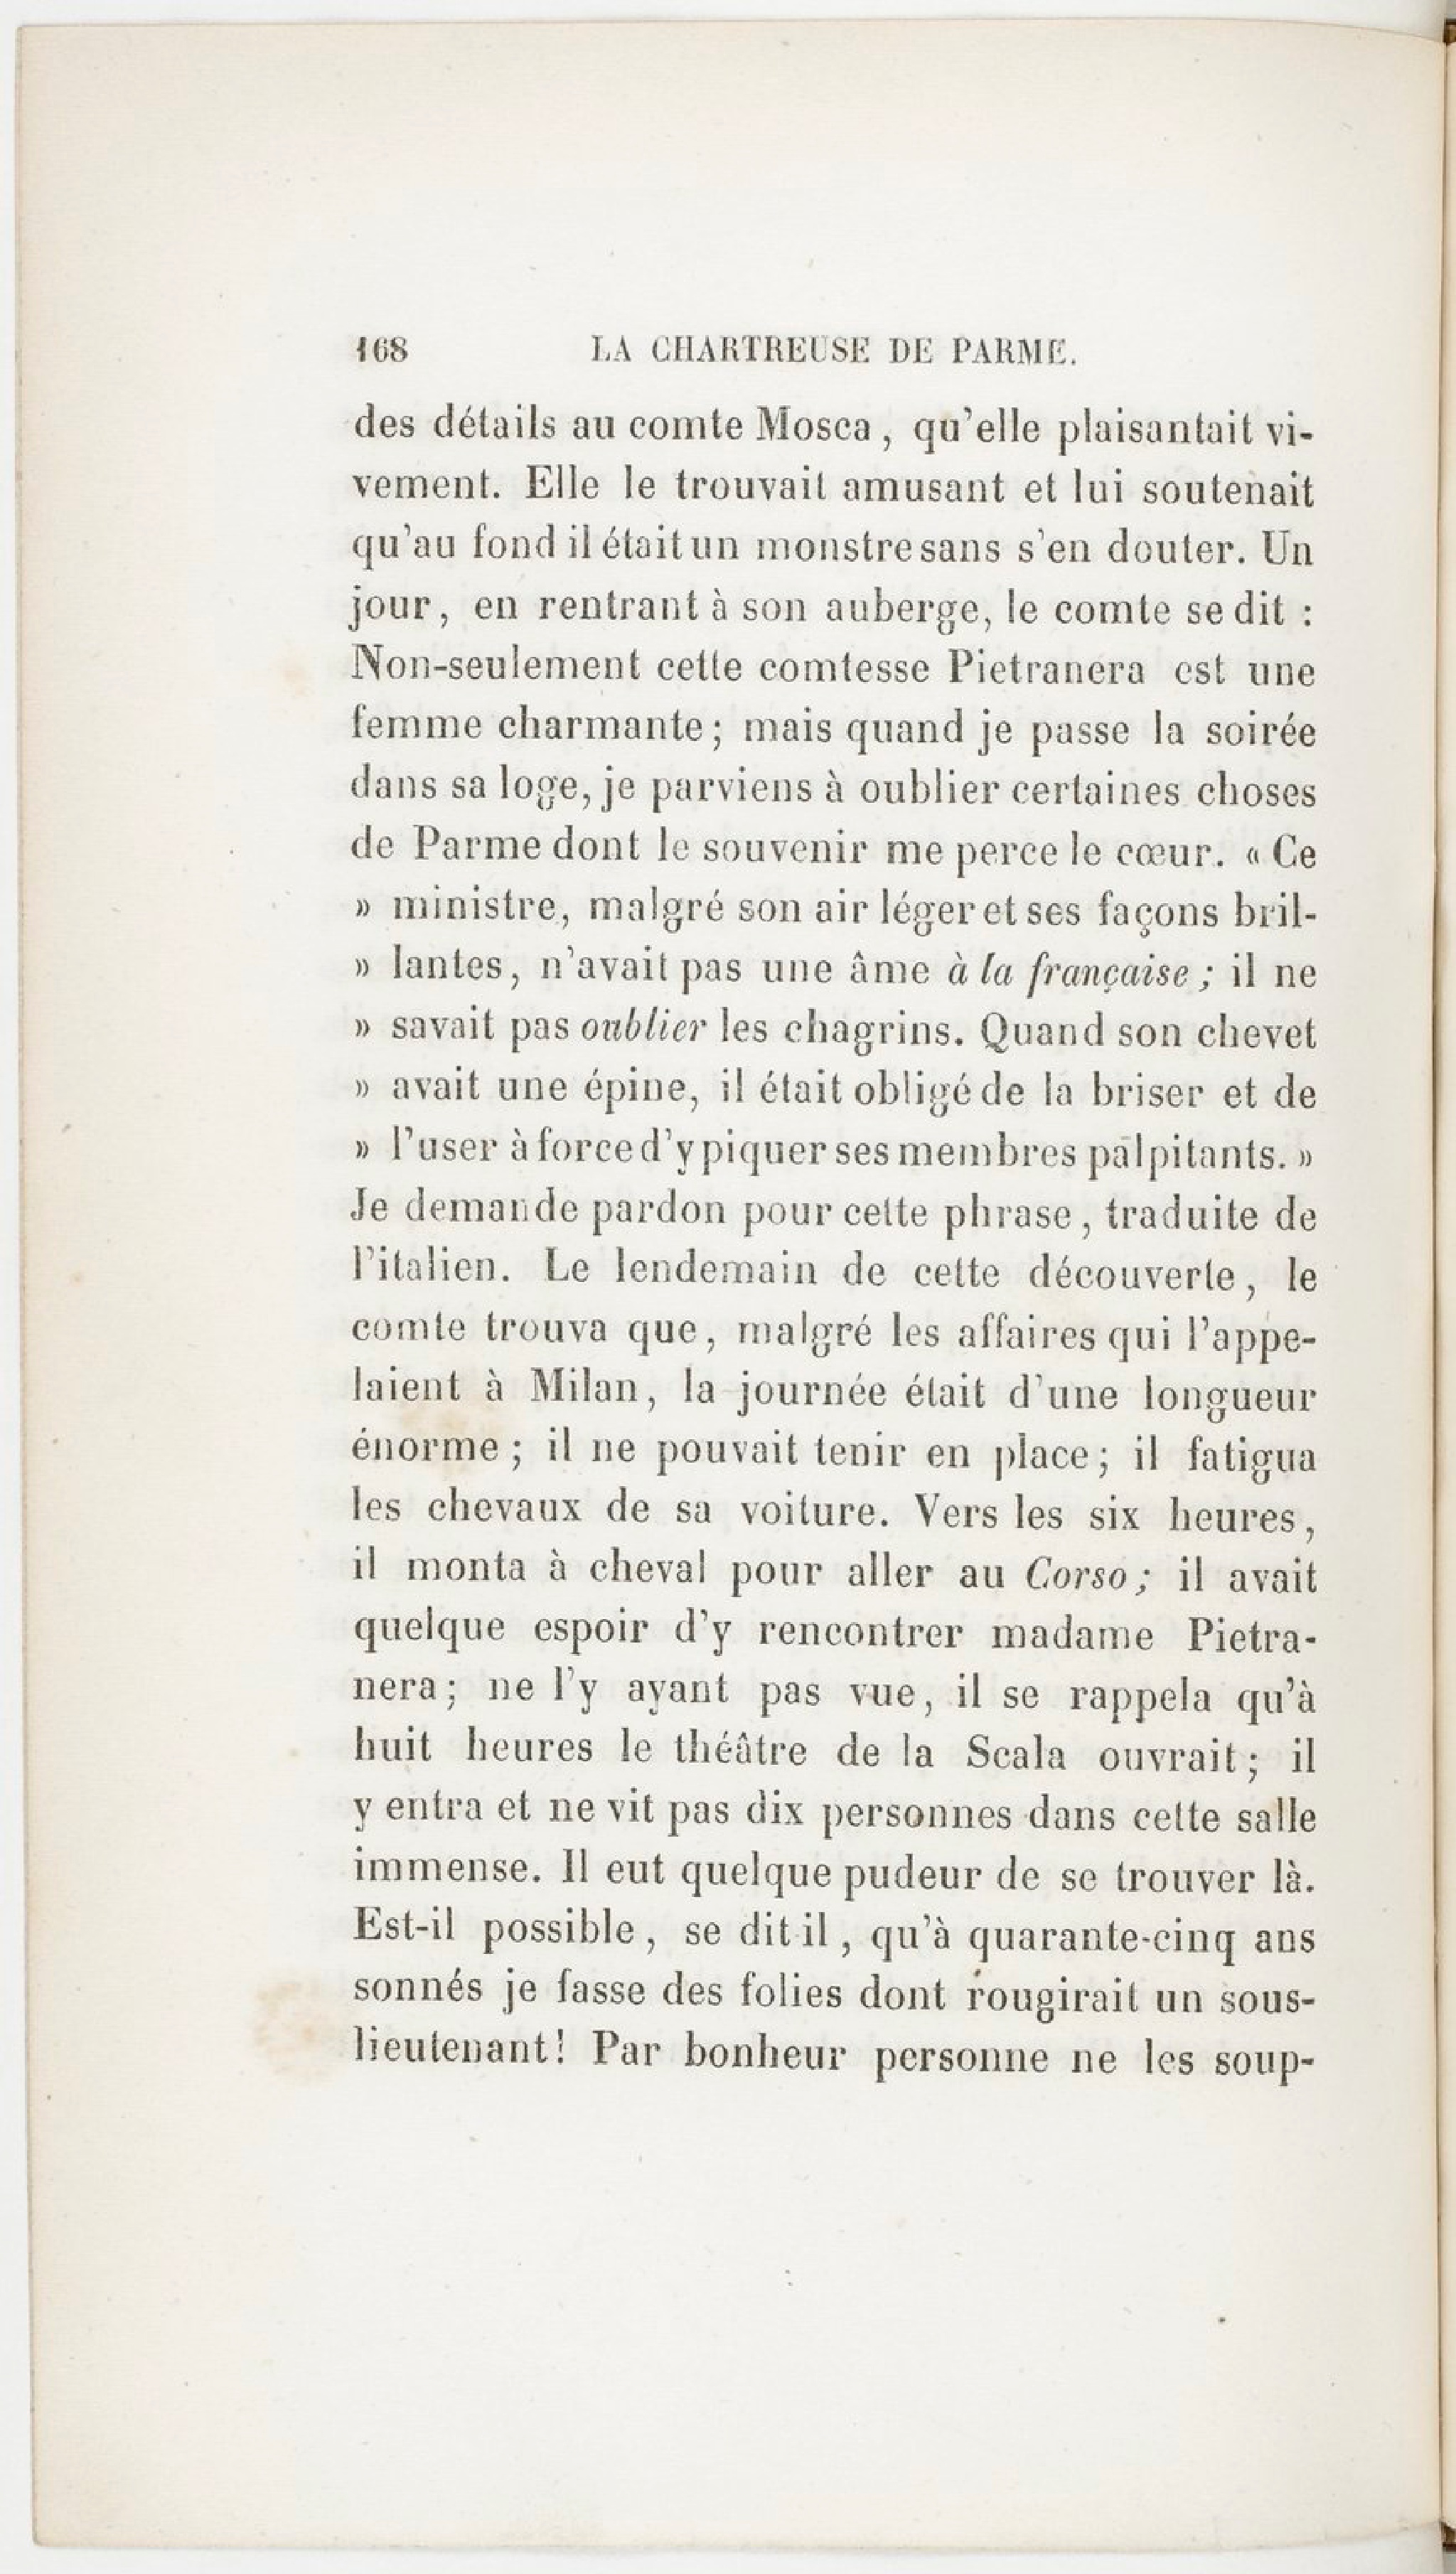 168 LA CHARTREUSE DE PARME.
des détails au comte Mosca, qu'elle plaisantait vi-
vement. Elle le trouvait amusant et lui soutenait
qu'au fond il était un monstre sans s'en douter. Un
jour, en rentrant à son auberge, le comte se dit :
Non-seulement cette comtesse Pietranera est une
femme charmante; mais quand je passe la soirée
dans sa loge, je parviens à oublier certaines choses
de Parme dont le souvenir me perce le cœur. « Ce
» ministre, malgré son air léger et ses façons bril-
» lantes, n'avait pas une âme à la française; il ne
» savait pas oublier les chagrins. Quand son chevet
» avait une épine, il était obligé de la briser et de
» l'user à force d'y piquer ses membres palpitants. »
Je demande pardon pour cette phrase, traduite de
l'italien. Le lendemain de cette découverte, le
comte trouva que, malgré les affaires qui l'appe-
laient à Milan, la journée était d'une longueur
énorme; il ne pouvait tenir en place; il fatigua
les chevaux de sa voiture. Vers les six heures,
il monta à cheval pour aller au Corso; il avait
quelque espoir d'y rencontrer madame Pietra-
nera; ne l'y ayant pas vue, il se rappela qu'à
huit heures le théâtre de la Scala ouvrait; il
y entra et ne vit pas dix personnes dans cette salle
immense. Il eut quelque pudeur de se trouver là.
Est-il possible, se dit-il, qu'à quarante-cinq ans
sonnés je fasse des folies dont rougirait un sous-
lieutenant! Par bonheur personne ne les soup-